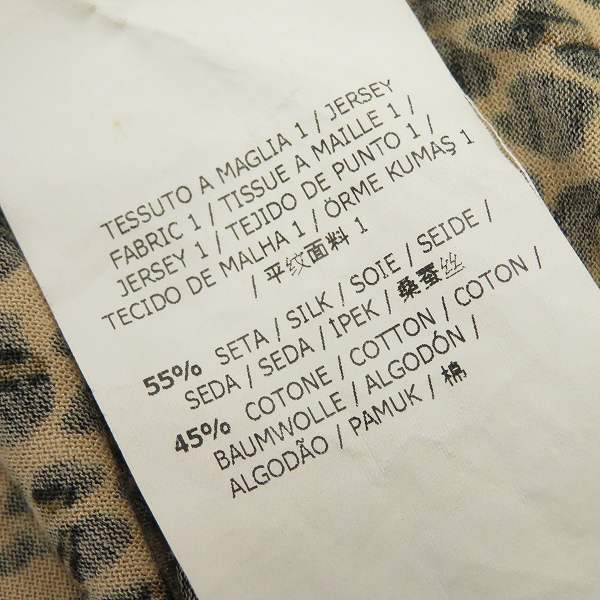 TESSUTO A MAGLIA 1 / JERSEY
FABRIC 1 / TISSUE A MAILLE 1 /
JERSEY 1 / TEJIDO DE PUNTO 1 /
TECIDO DE MALHA 1 / ÖRME KUMAŞ 1
/ 平纹面料 1
55% SETA / SILK / SOIE / SEIDE /
SEDA / SEDA / İPEK / 桑蚕丝
45% COTONE / COTTON / COTON /
BAUMWOLLE / ALGODÓN /
ALGODÃO / PAMUK / 棉